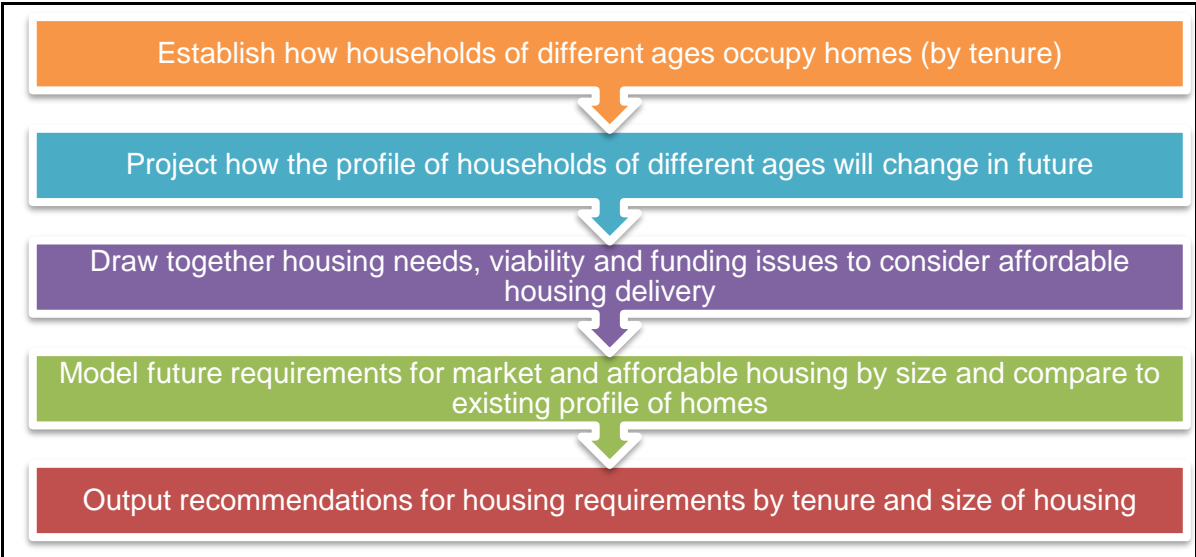 Establish how households of different ages occupy homes (by tenure)
Project how the profile of households of different ages will change in future
Draw together housing needs, viability and funding issues to consider affordable
housing delivery
Model future requirements for market and affordable housing by size and compare to
existing profile of homes
Output recommendations for housing requirements by tenure and size of housing